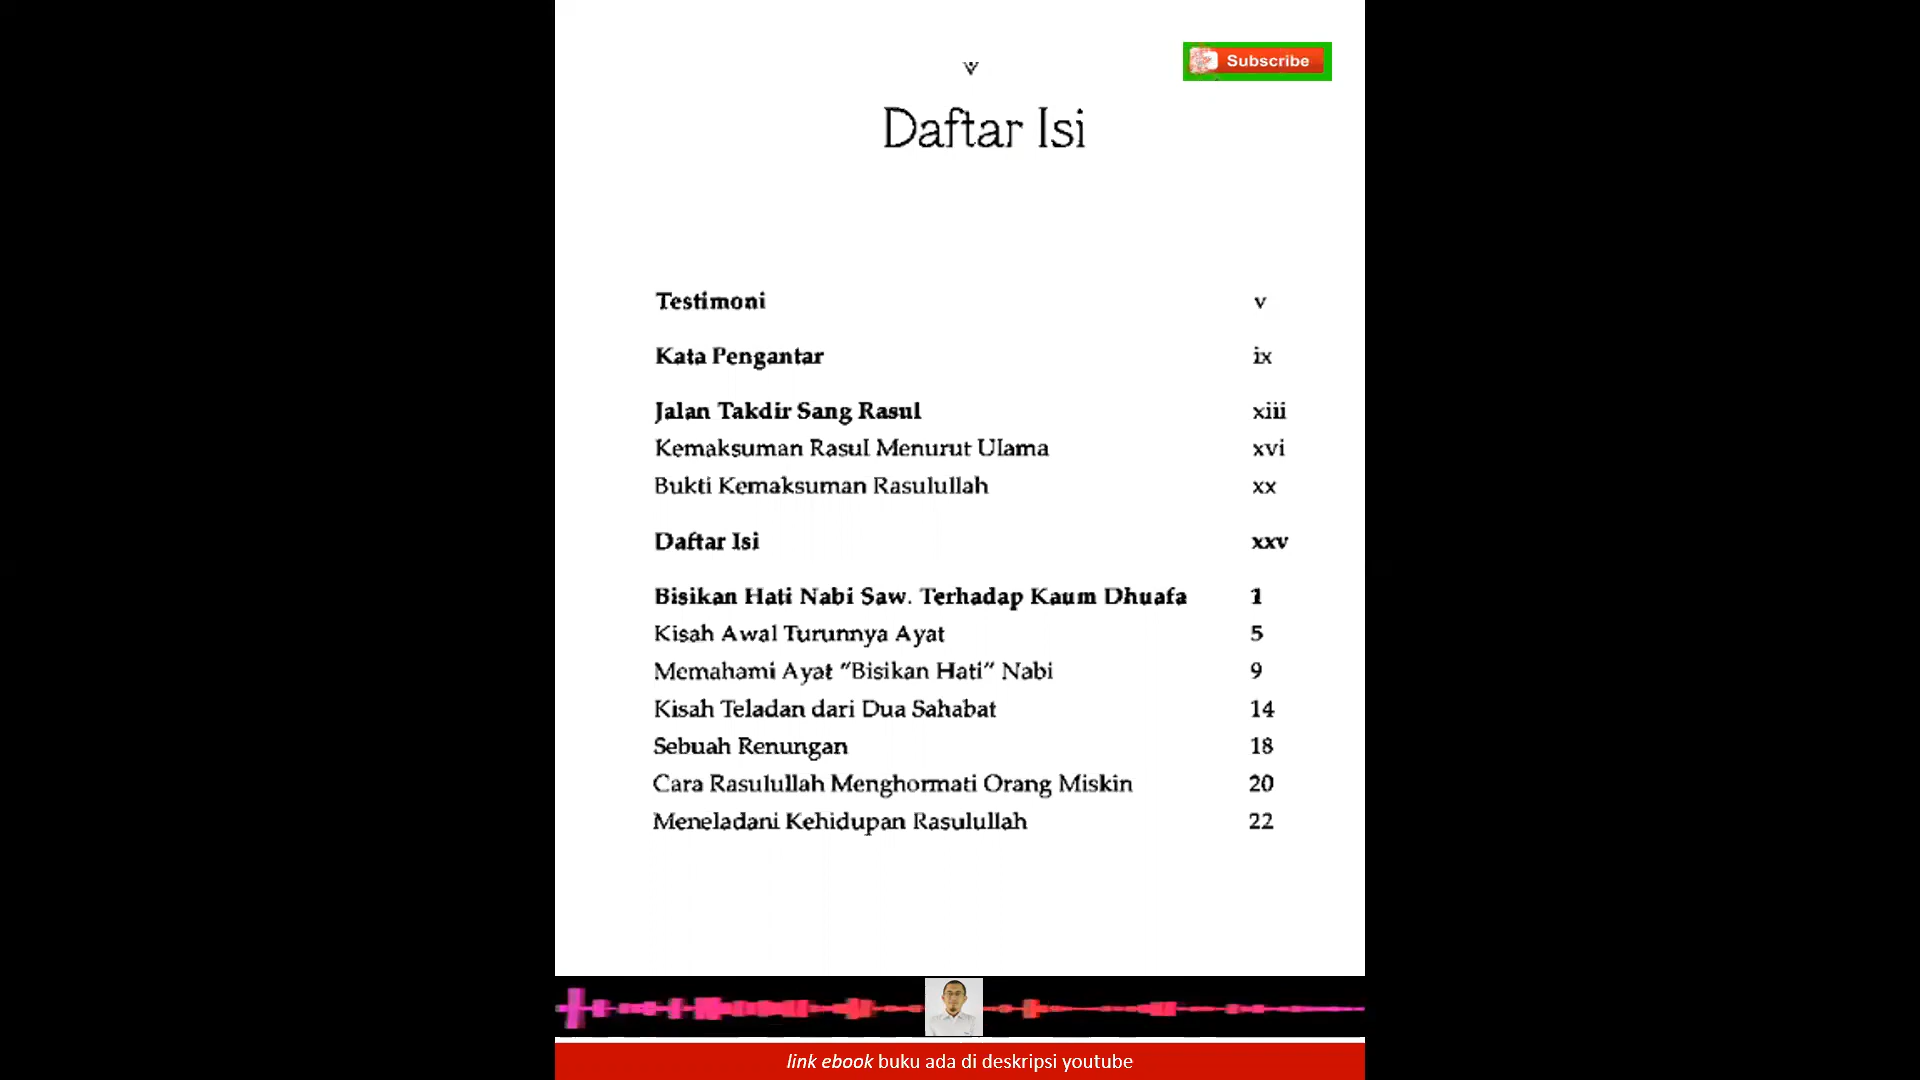 Subscribe
Daftar Isi
Testimoni v
Kata Pengantar ix
Jalan Takdir Sang Rasul xiii
Kemaksuman Rasul Menurut Ulama xvi
Bukti Kemaksuman Rasulullah xx
Daftar Isi xxv
Bisikan Hati Nabi Saw. Terhadap Kaum Dhuafa 1
Kisah Awal Turunnya Ayat 5
Memahami Ayat “Bisikan Hati” Nabi 9
Kisah Teladan dari Dua Sahabat 14
Sebuah Renungan 18
Cara Rasulullah Menghormati Orang Miskin 20
Meneladani Kehidupan Rasulullah 22
link ebook buku ada di deskripsi youtube